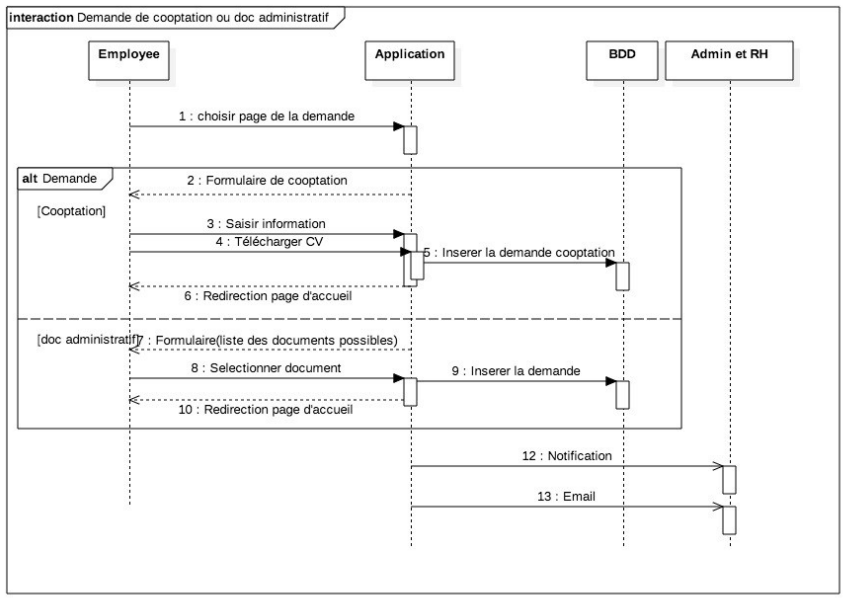 interaction Demande de cooptation ou doc administratif
Employee
Application
BDD
Admin et RH
1 : choisir page de la demande
alt Demande
2 : Formulaire de cooptation
[Cooptation]
3 : Saisir information
4 : Télécharger CV
5 : Inserer la demande cooptation
6 : Redirection page d'accueil
[doc administratif]
7 : Formulaire(liste des documents possibles)
8 : Selectionner document
9 : Inserer la demande
10 : Redirection page d'accueil
12 : Notification
13 : Email